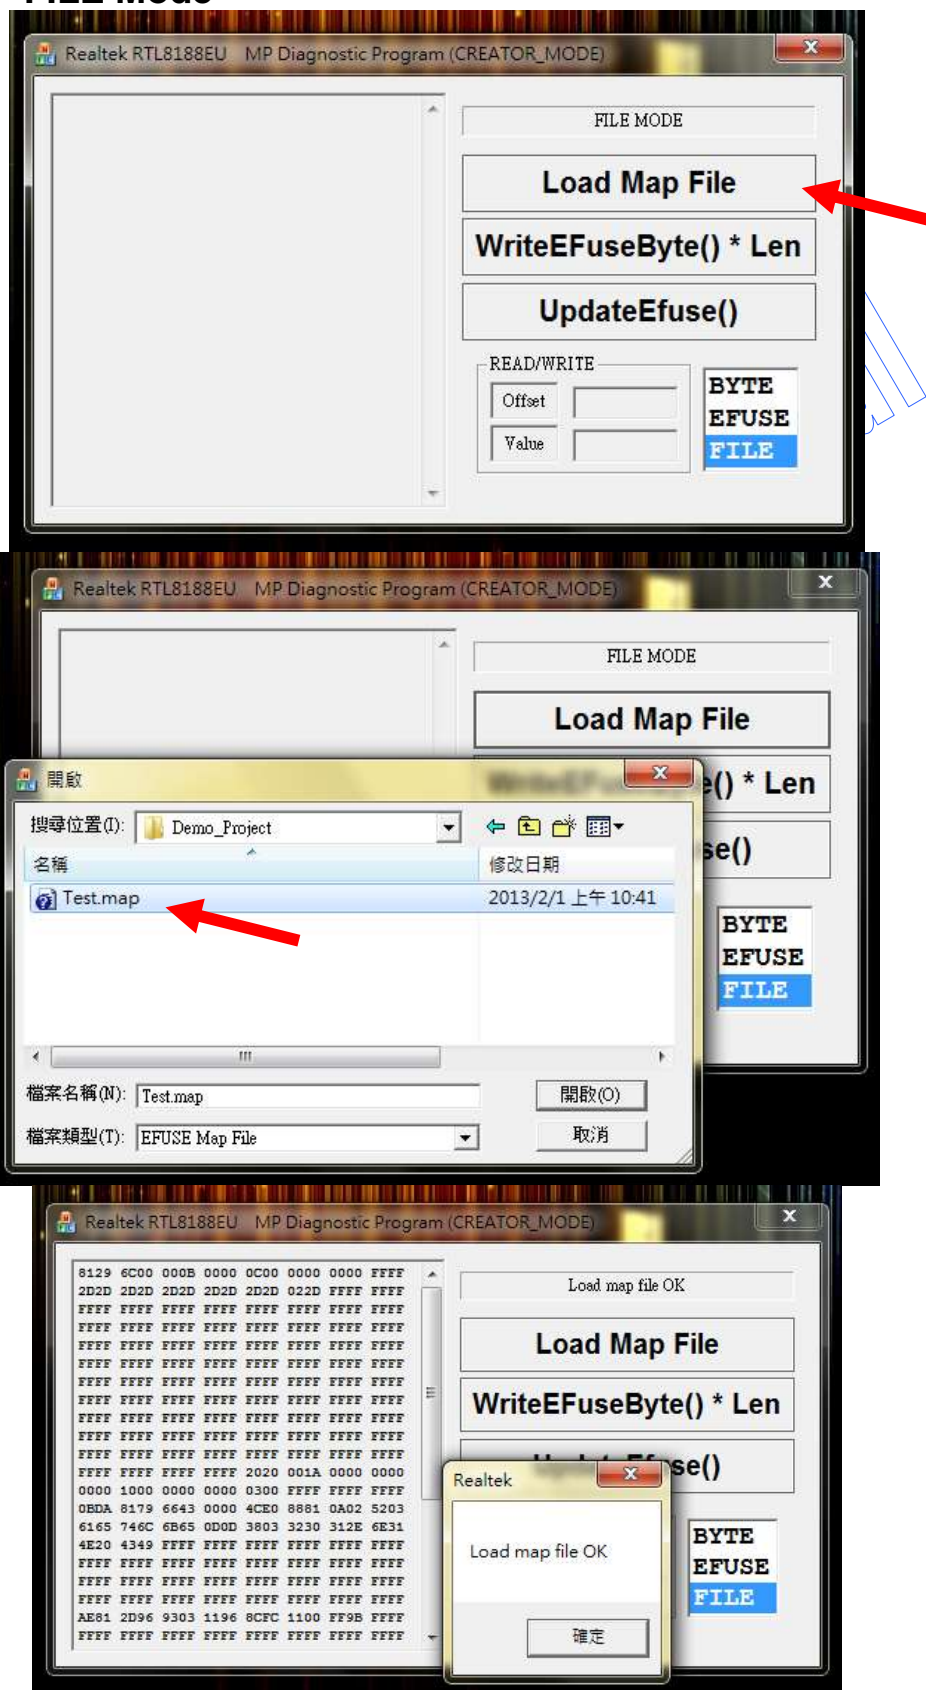 FILE Mode
Realtek RTL8188EU MP Diagnostic Program (CREATOR_MODE)
x
FILE MODE
Load Map File
WriteEFuseByte() * Len
UpdateEfuse()
READ/WRITE
Offset
Value
BYTE
EFUSE
FILE
Realtek RTL8188EU MP Diagnostic Program (CREATOR_MODE)
x
FILE MODE
Load Map File
e() * Len
se()
BYTE
EFUSE
FILE
開啟
x
搜尋位置(I): Demo_Project
名稱 修改日期
Test.map 2013/2/1 上午 10:41
檔案名稱(N): Test.map 開啟(O)
檔案類型(T): EFUSE Map File 取消
Realtek RTL8188EU MP Diagnostic Program (CREATOR_MODE)
x
8129 6C00 000B 0000 0C00 0000 0000 FFFF
2D2D 2D2D 2D2D 2D2D 2D2D 022D FFFF FFFF
FFFF FFFF FFFF FFFF FFFF FFFF FFFF FFFF
FFFF FFFF FFFF FFFF FFFF FFFF FFFF FFFF
FFFF FFFF FFFF FFFF FFFF FFFF FFFF FFFF
FFFF FFFF FFFF FFFF FFFF FFFF FFFF FFFF
FFFF FFFF FFFF FFFF FFFF FFFF FFFF FFFF
FFFF FFFF FFFF FFFF FFFF FFFF FFFF FFFF
FFFF FFFF FFFF FFFF FFFF FFFF FFFF FFFF
FFFF FFFF FFFF FFFF FFFF FFFF FFFF FFFF
FFFF FFFF FFFF FFFF FFFF FFFF FFFF FFFF
FFFF FFFF FFFF FFFF 2020 001A 0000 0000
0000 1000 0000 0000 0300 FFFF FFFF FFFF
0BDA 8179 6643 0000 4CE0 8881 0A02 5203
6165 746C 6B65 0D0D 3803 3230 312E 6E31
4E20 4349 FFFF FFFF FFFF FFFF FFFF FFFF
FFFF FFFF FFFF FFFF FFFF FFFF FFFF FFFF
FFFF FFFF FFFF FFFF FFFF FFFF FFFF FFFF
FFFF FFFF FFFF FFFF FFFF FFFF FFFF FFFF
AE81 2D96 9303 1196 8CFC 1100 FF9B FFFF
FFFF FFFF FFFF FFFF FFFF FFFF FFFF FFFF
Load map file OK
Load Map File
WriteEFuseByte() * Len
se()
BYTE
EFUSE
FILE
Realtek
x
Load map file OK
確定